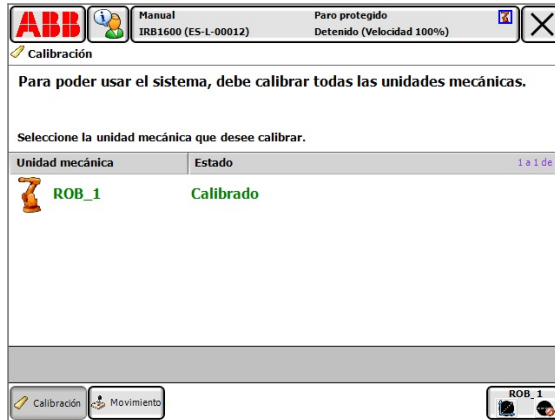 ABB
Manual
IRB1600 (ES-L-00012)
Paro protegido
Detenido (Velocidad 100%)
Calibración
Para poder usar el sistema, debe calibrar todas las unidades mecánicas.
Seleccione la unidad mecánica que desee calibrar.
Unidad mecánica Estado 1 a 1 de
ROB_1 Calibrado
Calibración Movimiento ROB_1